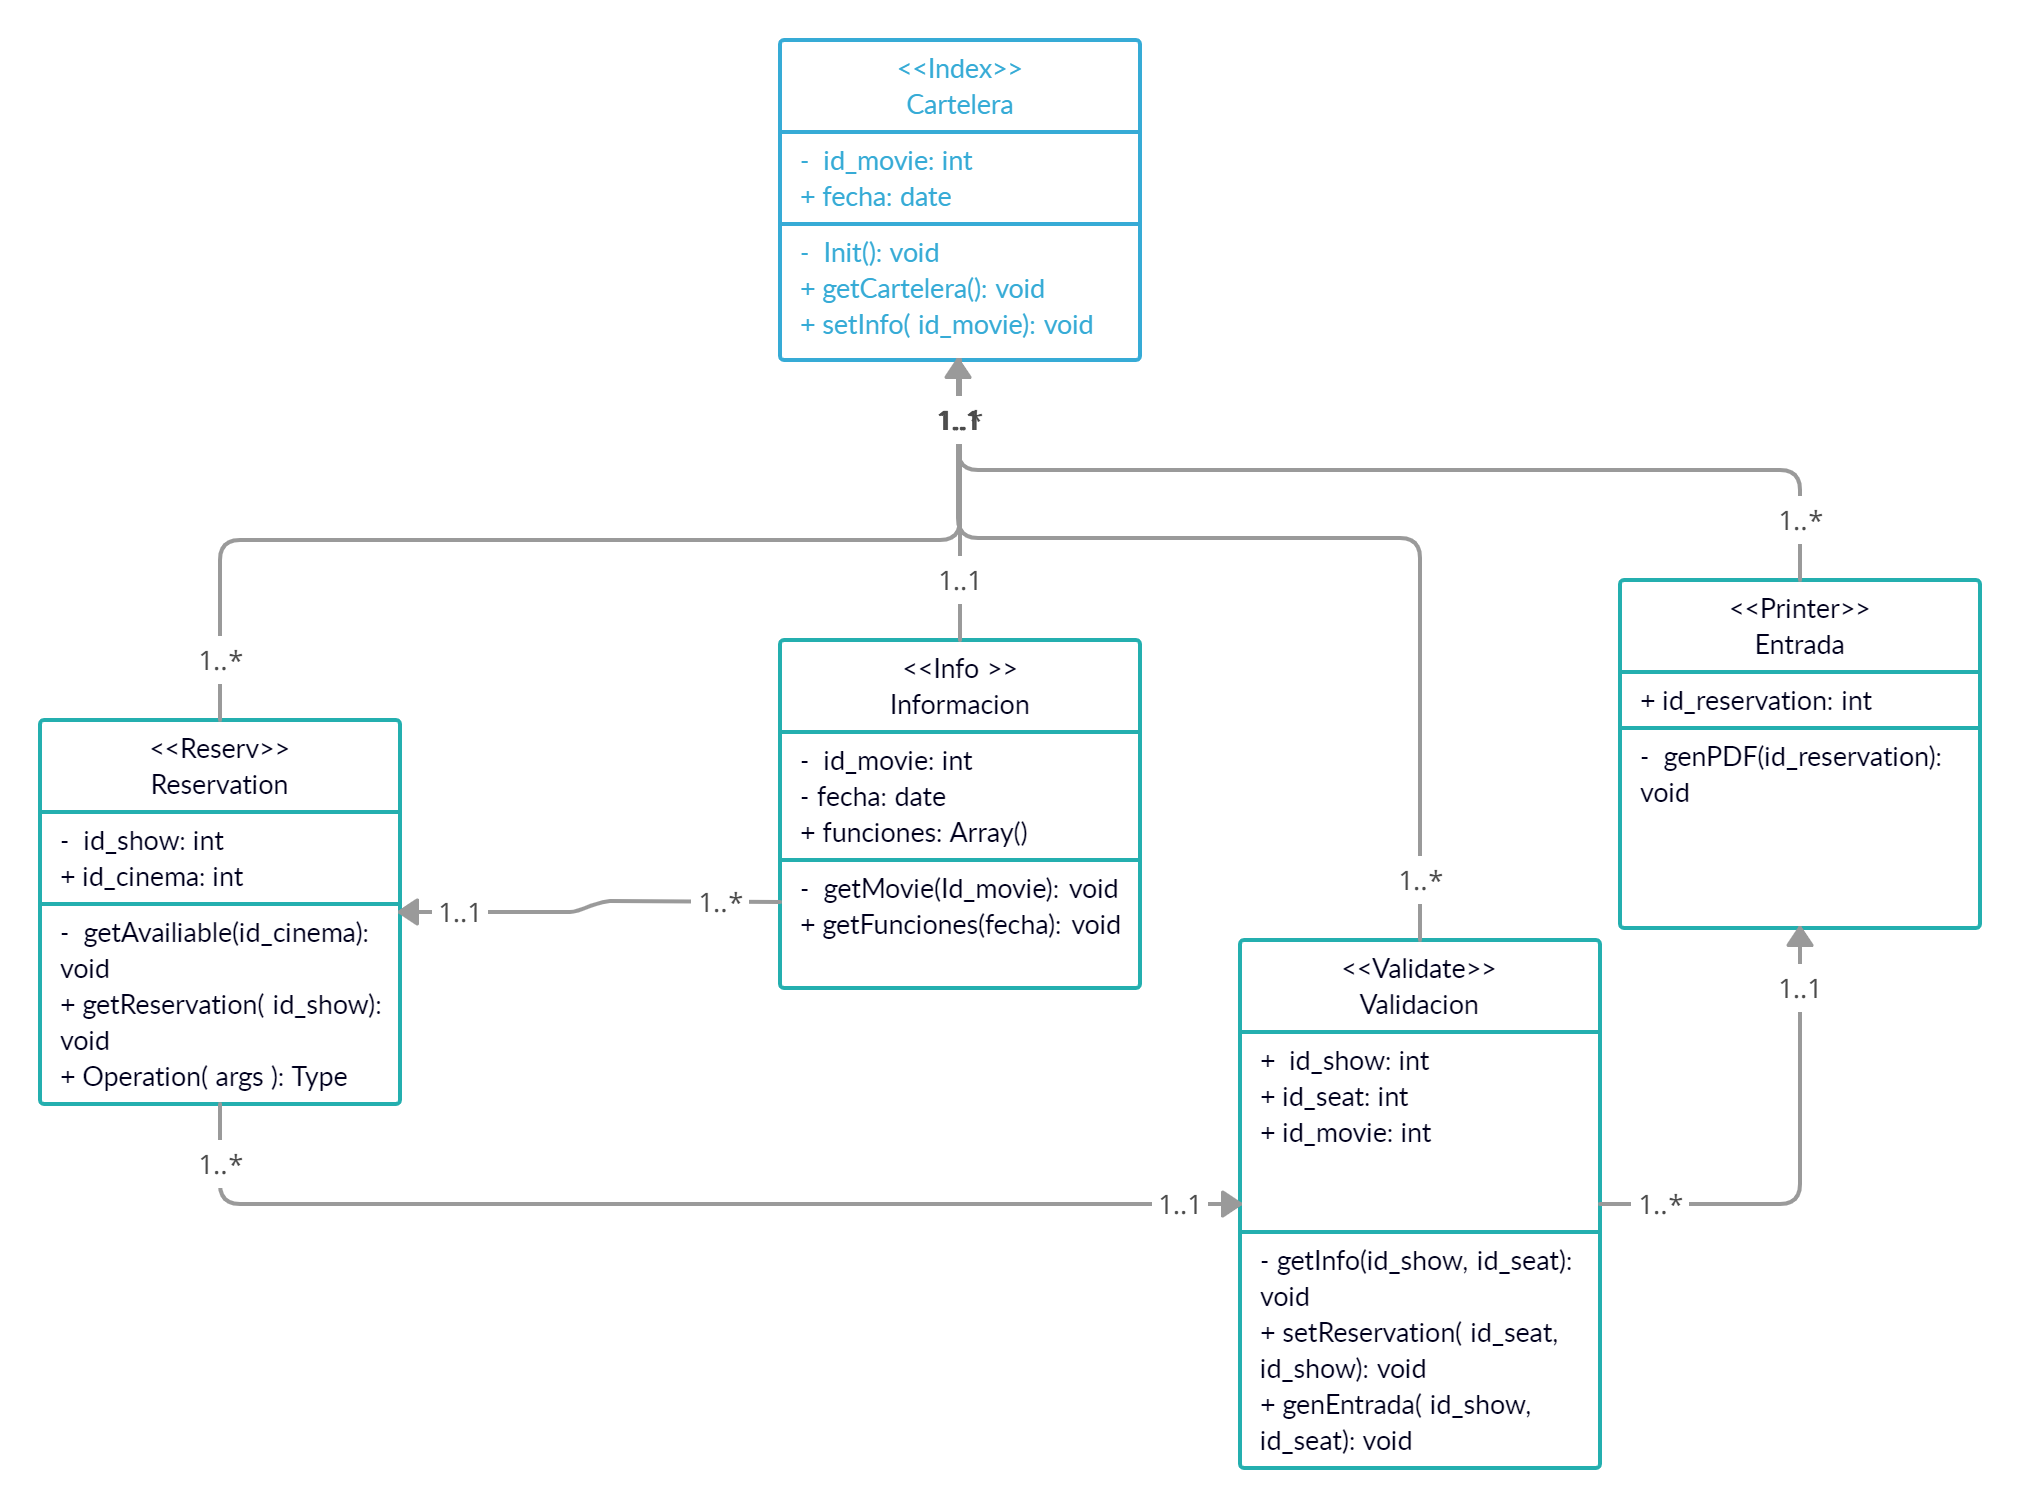 <<Index>>
Cartelera
-  id_movie: int
+ fecha: date
-  Init(): void
+ getCartelera(): void
+ setInfo( id_movie): void
1..1
1..*
1..*
1..1
<<Printer>>
Entrada
+ id_reservation: int
-  genPDF(id_reservation):
void
1..*
<<Info >>
Informacion
-  id_movie: int
- fecha: date
+ funciones: Array()
-  getMovie(Id_movie): void
+ getFunciones(fecha): void
<<Reserv>>
Reservation
-  id_show: int
+ id_cinema: int
-  getAvailiable(id_cinema):
void
+ getReservation( id_show):
void
+ Operation( args ): Type
1..1
1..*
1..*
<<Validate>>
Validacion
+  id_show: int
+ id_seat: int
+ id_movie: int
- getInfo(id_show, id_seat):
void
+ setReservation( id_seat,
id_show): void
+ genEntrada( id_show,
id_seat): void
1..1
1..*
1..1
1..*